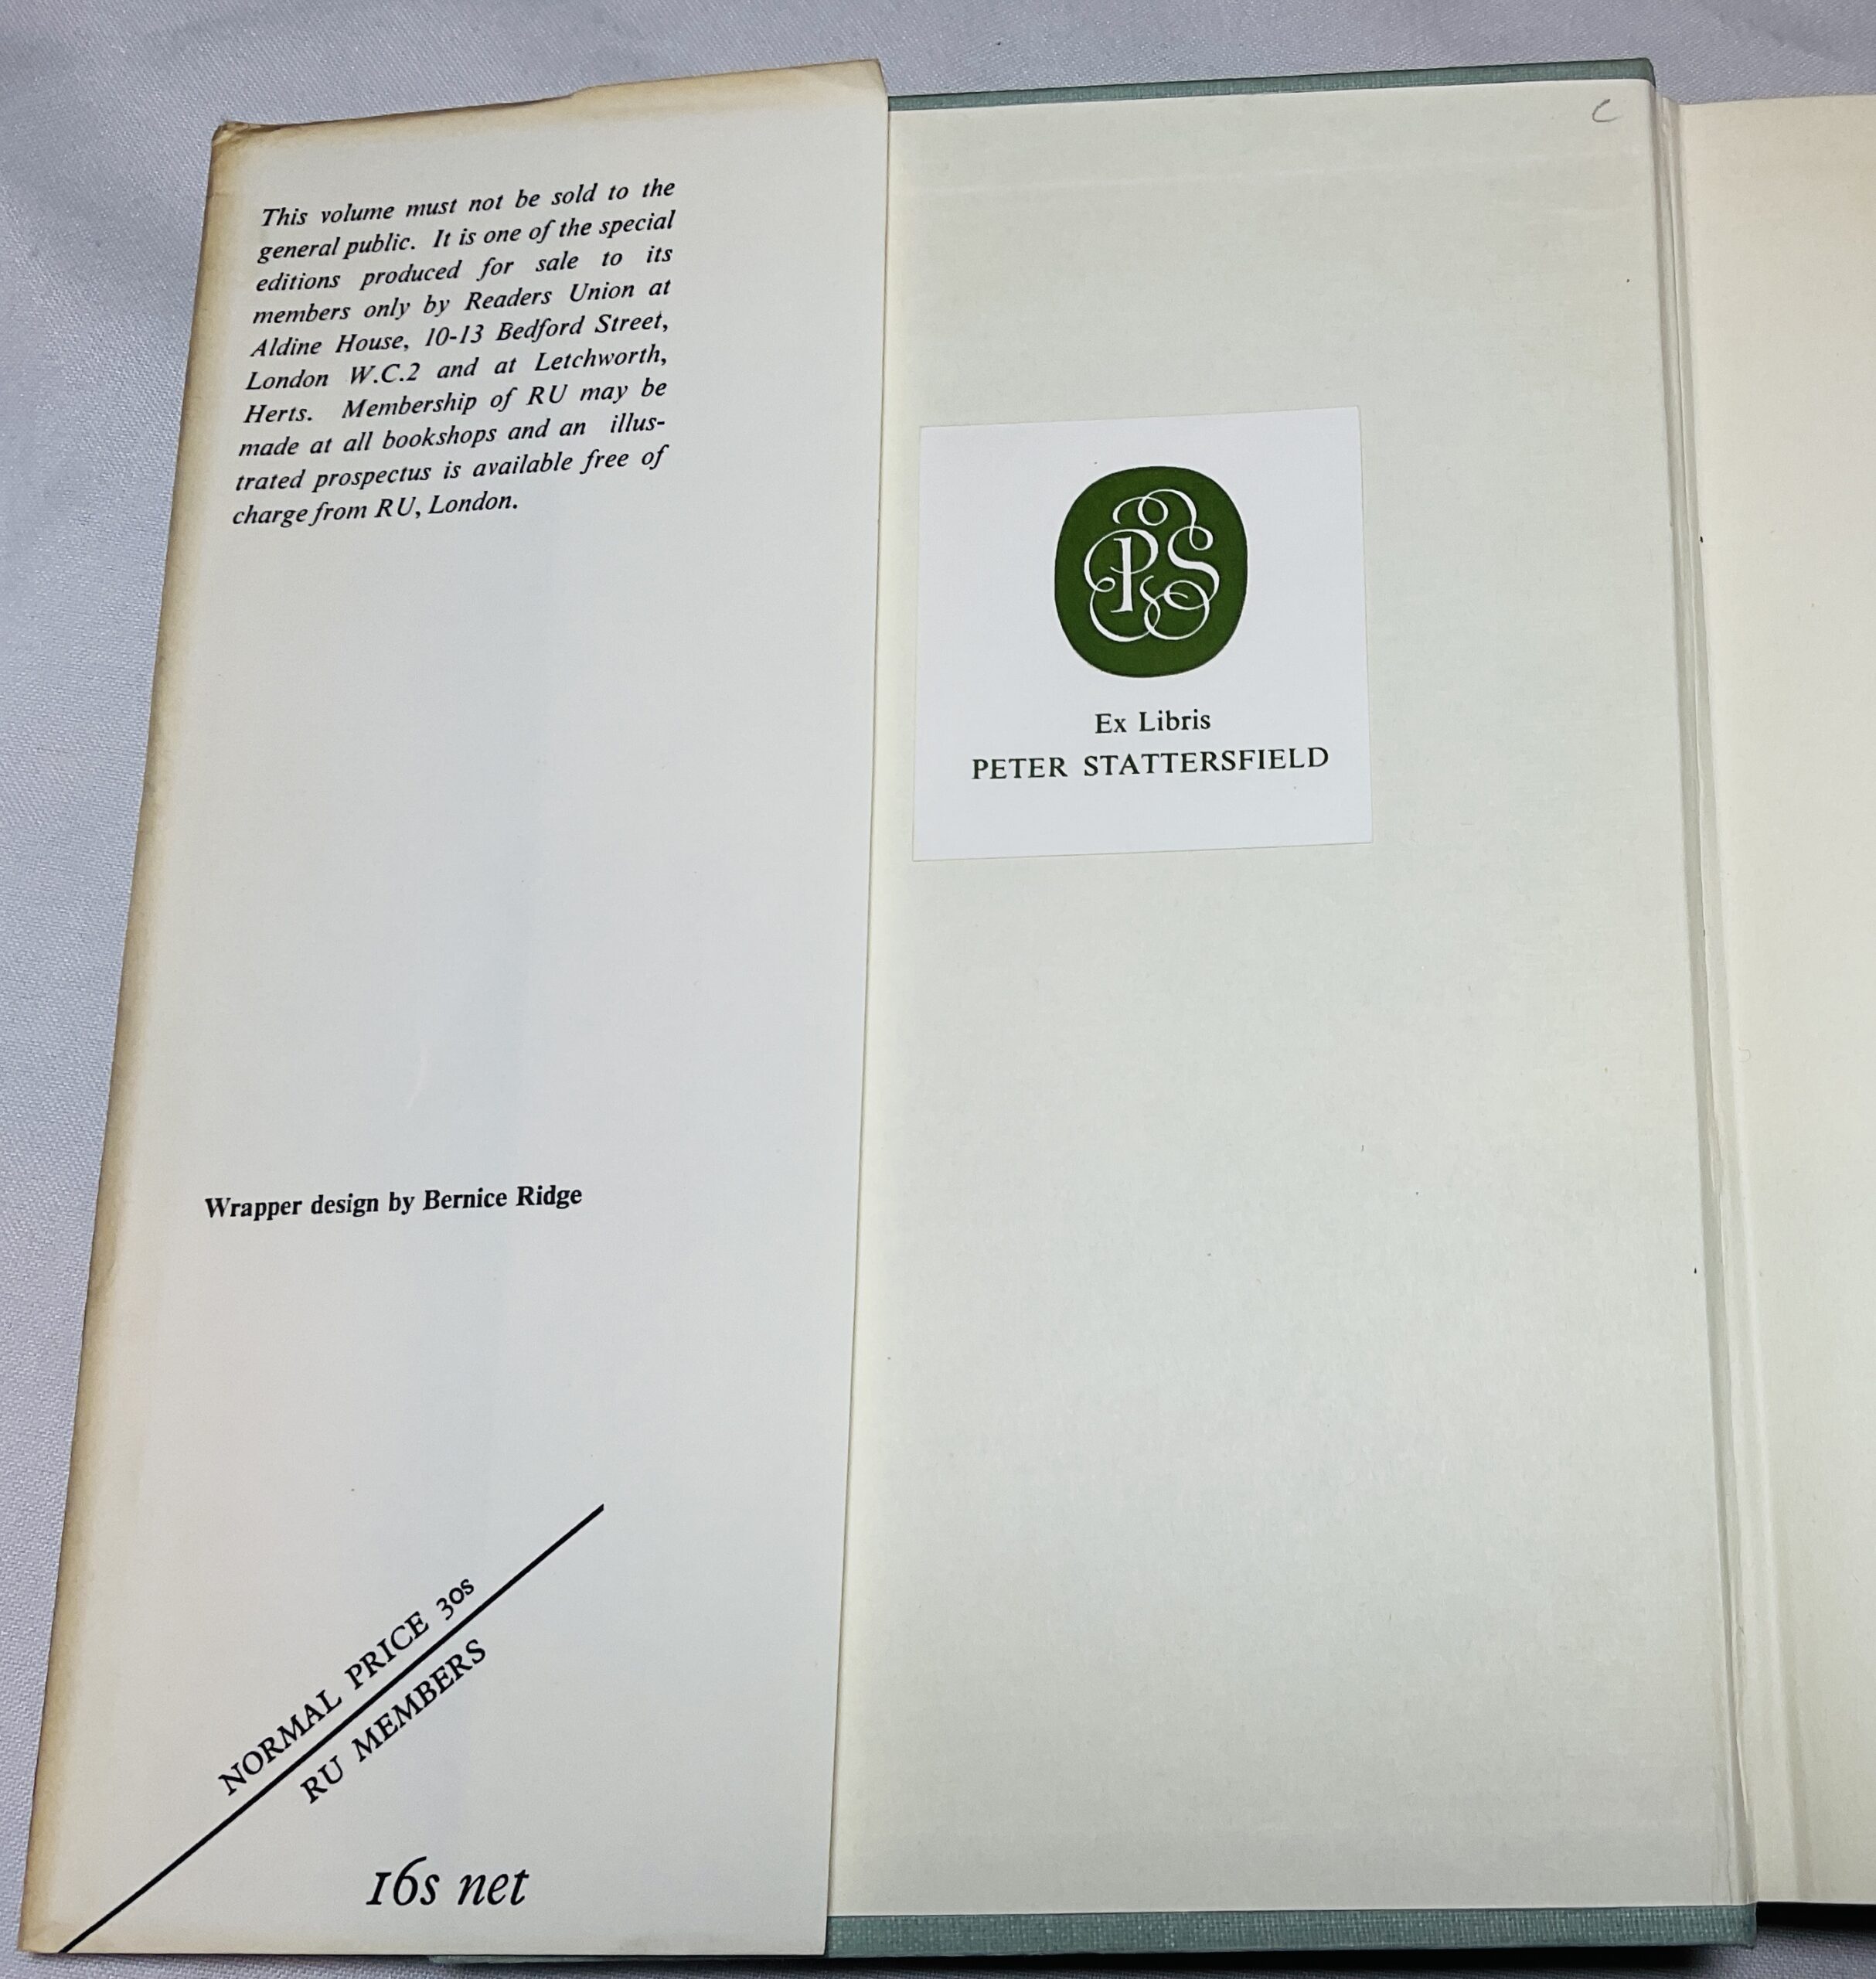 This volume must not be sold to the
general public. It is one of the special
editions produced for sale to its
members only by Readers Union at
Aldine House, 10-13 Bedford Street,
London W.C.2 and at Letchworth,
Herts. Membership of RU may be
made at all bookshops and an illus-
trated prospectus is available free of
charge from RU, London.
Wrapper design by Bernice Ridge
NORMAL PRICE 30s
RU MEMBERS
16s net
C
PS
Ex Libris
PETER STATTERSFIELD